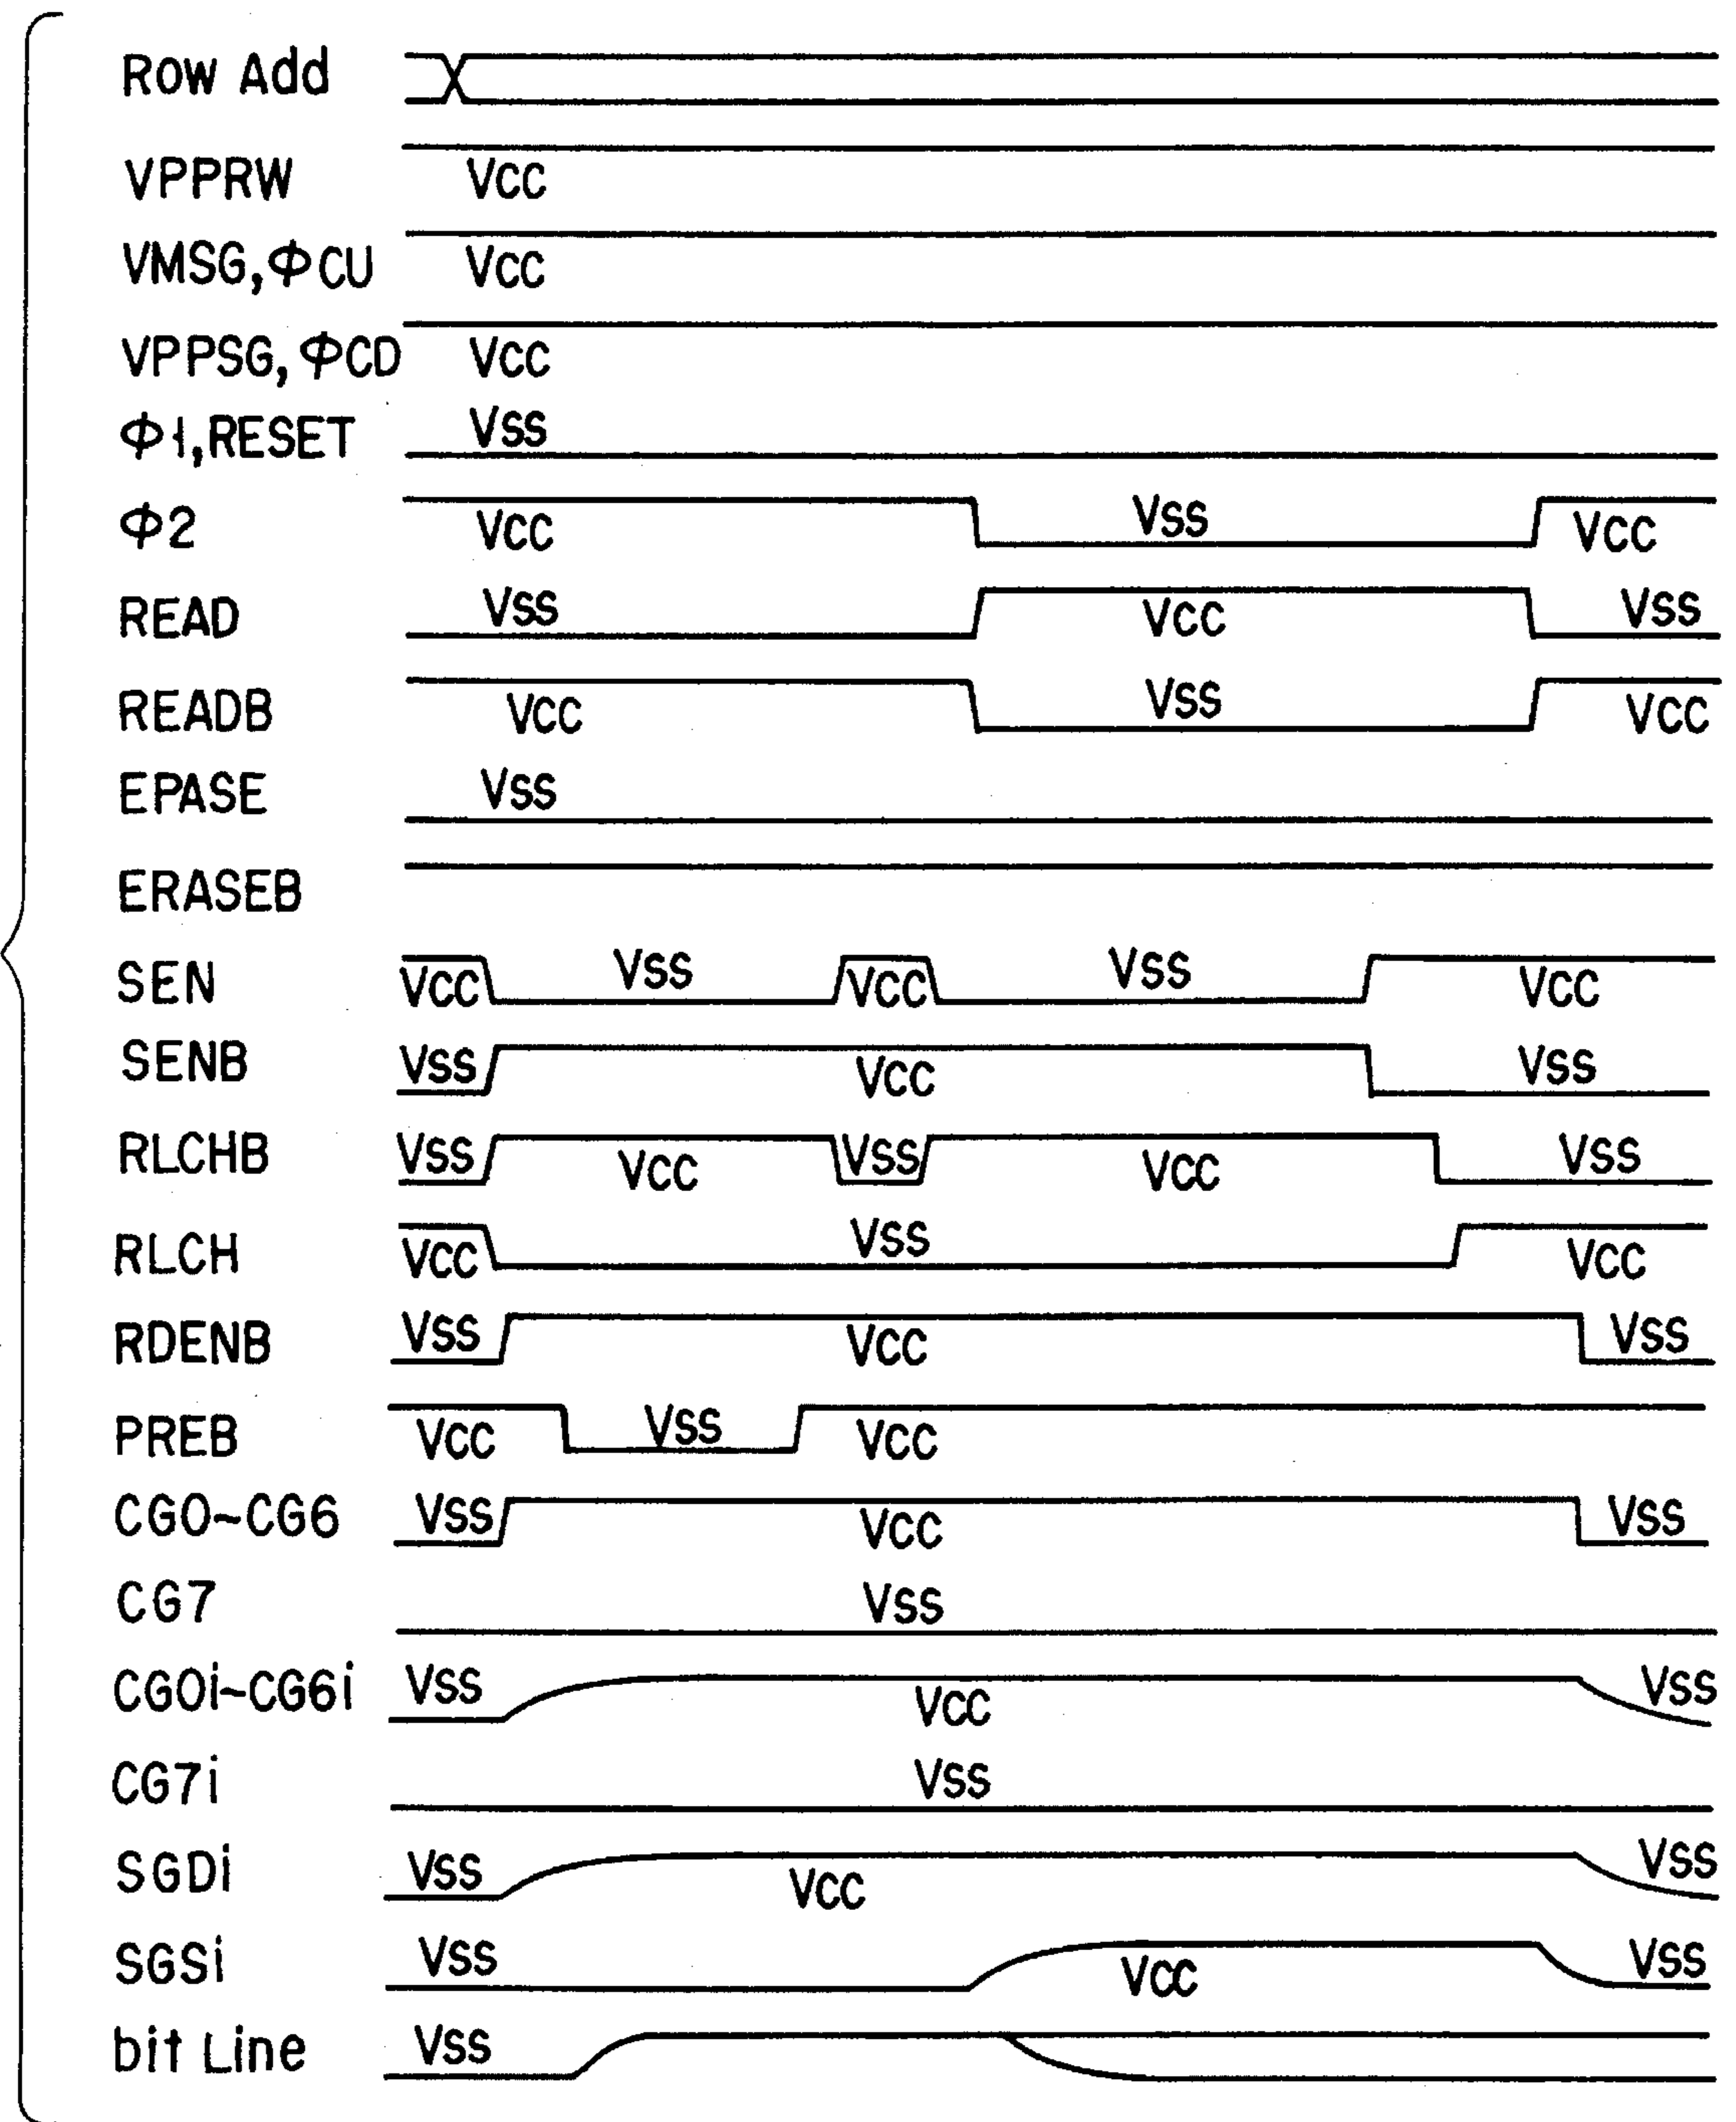 Row Add
VPPRW VCC
VMSG, ΦCU VCC
VPPSG, ΦCD VCC
Φ1, RESET VSS
Φ2 VCC VSS VCC
READ VSS VCC VSS
READB VCC VSS VCC
EPASE VSS
ERASEB
SEN VCC VSS VCC VSS VCC
SENB VSS VCC VSS
RLCHB VSS VCC VSS VCC VSS
RLCH VCC VSS VCC
RDENB VSS VCC VSS
PREB VCC VSS VCC
CG0~CG6 VSS VCC VSS
CG7 VSS
CG0i~CG6i VSS VCC VSS
CG7i VSS
SGDi VSS VCC VSS
SGSi VSS VCC VSS
bit Line VSS